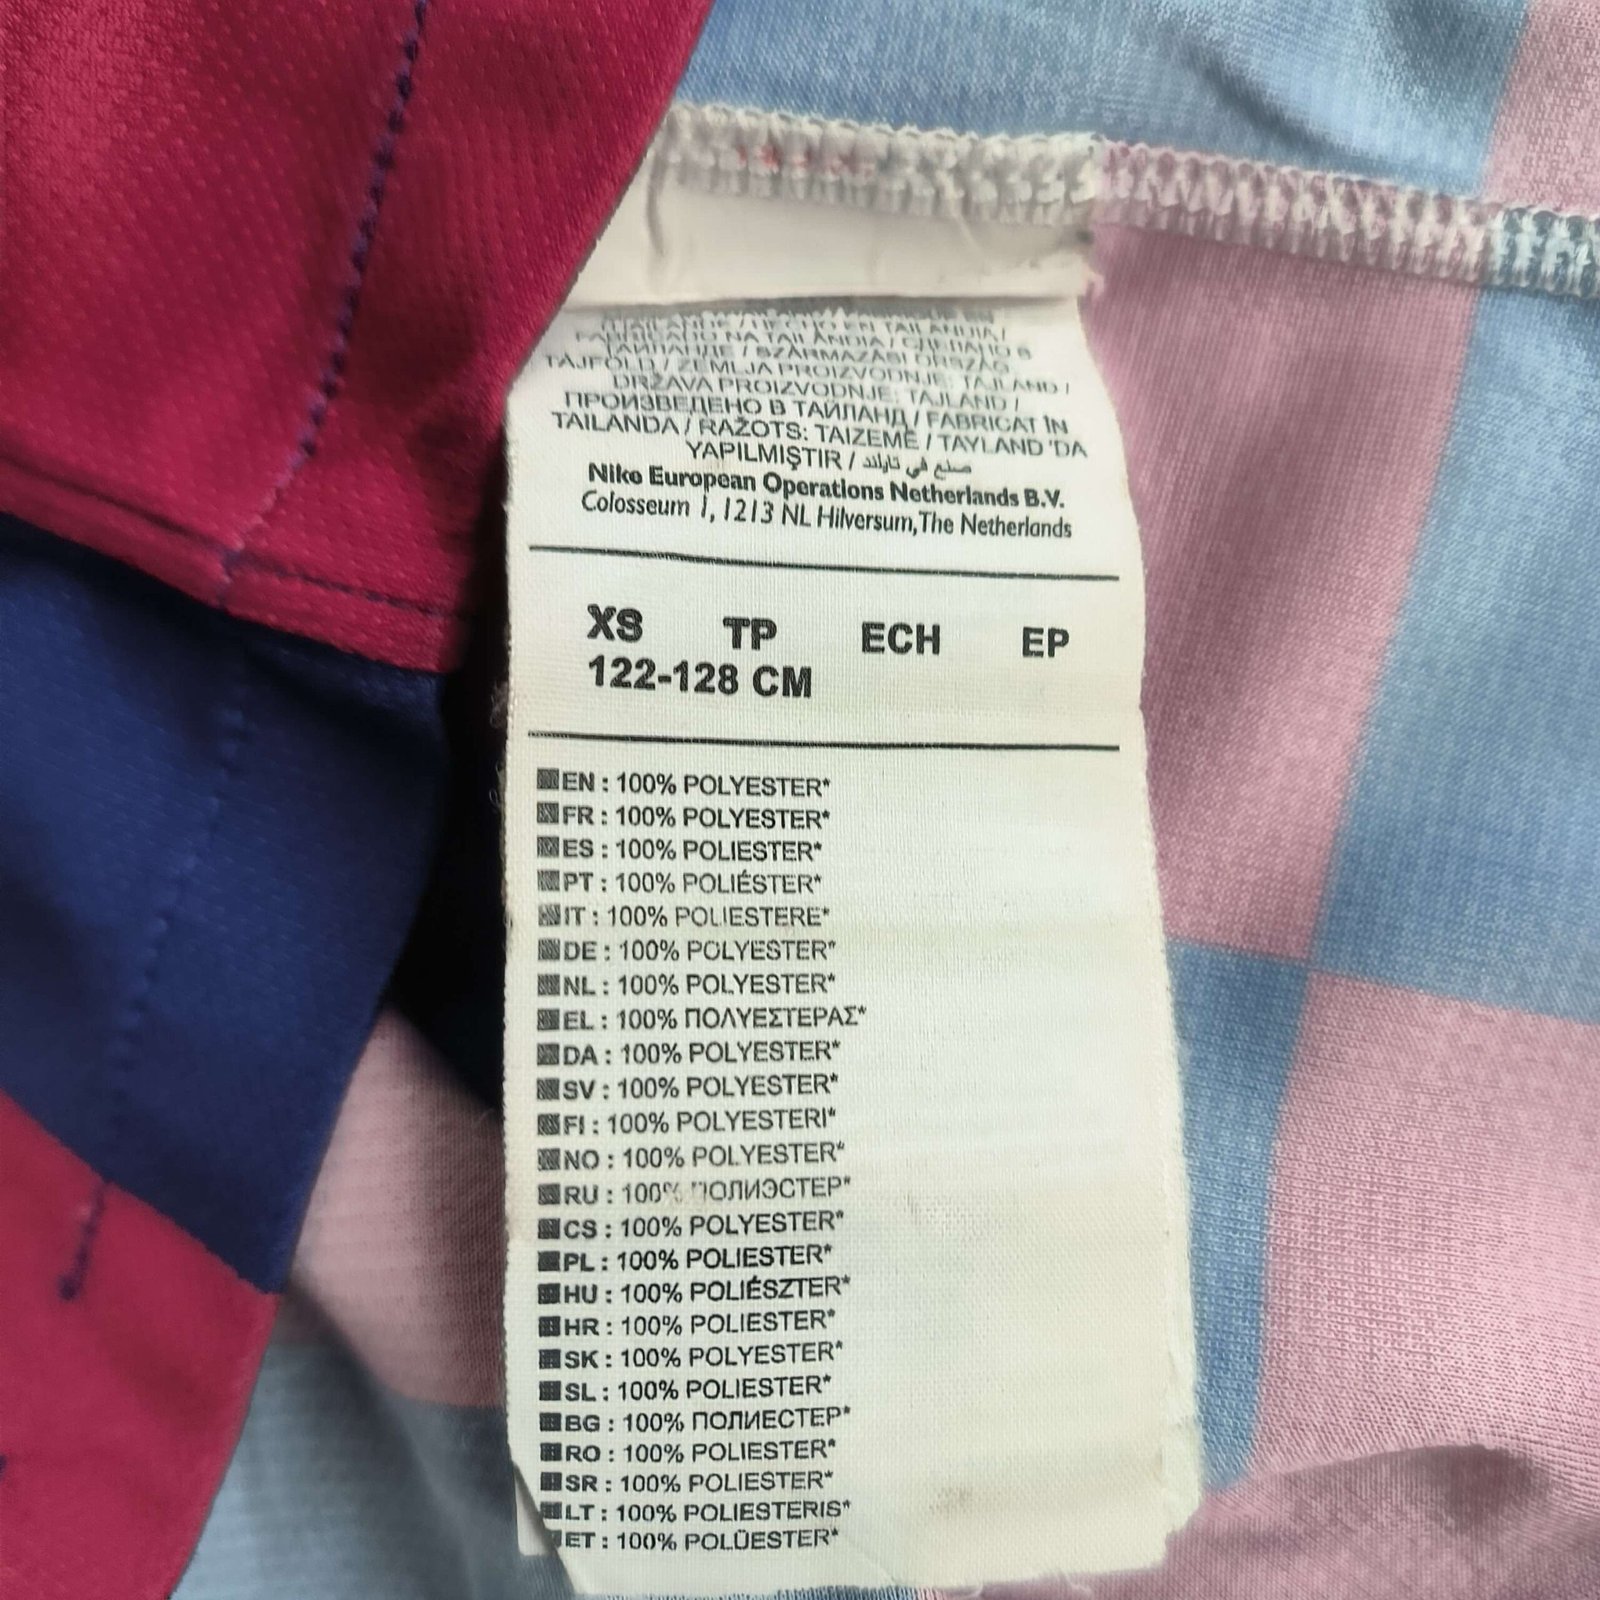 THAILANDE / HECHO EN TAILANDIA /
FABRICADO NA TAILÂNDIA / СДЕЛАНО В
ТАИЛАНДЕ / SZÁRMAZÁSI ORSZÁG:
TÁJFÖLD / ZEMLJA PROIZVODNJE: TAJLAND /
DRŽAVA PROIZVODNJE: TAJLAND /
ПРОИЗВЕДЕНО В ТАЙЛАНД / FABRICAT ÎN
TAILANDA / RAŽOTS: TAIZEMĒ / TAYLAND 'DA
YAPILMIŞTIR / صنع في تايلند
Nike European Operations Netherlands B.V.
Colosseum 1, 1213 NL Hilversum, The Netherlands
XS TP ECH EP
122-128 CM
EN : 100% POLYESTER*
FR : 100% POLYESTER*
ES : 100% POLIESTER*
PT : 100% POLIÉSTER*
IT : 100% POLIESTERE*
DE : 100% POLYESTER*
NL : 100% POLYESTER*
EL : 100% ΠΟΛΥΕΣΤΕΡΑΣ*
DA : 100% POLYESTER*
SV : 100% POLYESTER*
FI : 100% POLYESTERI*
NO : 100% POLYESTER*
RU : 100% ПОЛИЭСТЕР*
CS : 100% POLYESTER*
PL : 100% POLIESTER*
HU : 100% POLIÉSZTER*
HR : 100% POLIESTER*
SK : 100% POLYESTER*
SL : 100% POLIESTER*
BG : 100% ПОЛИЕСТЕР*
RO : 100% POLIESTER*
SR : 100% POLIESTER*
LT : 100% POLIESTERIS*
ET : 100% POLÜESTER*